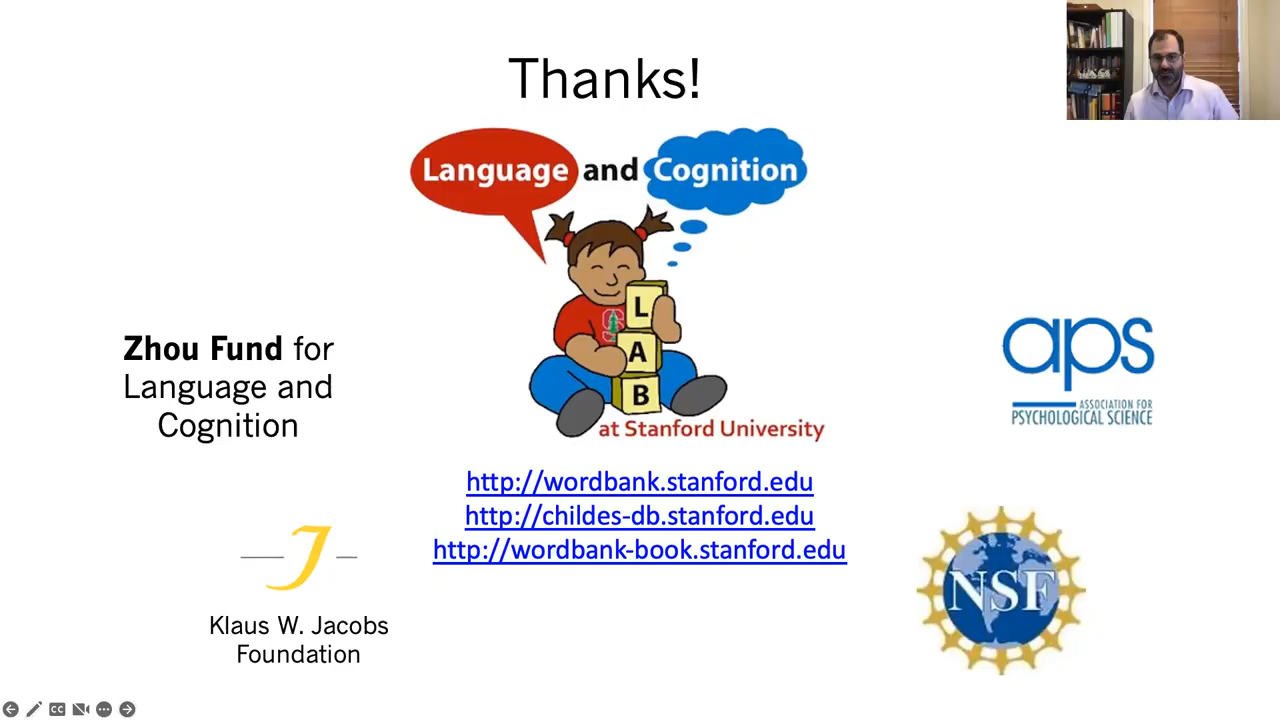 Thanks!
Language and Cognition
L
A
B
at Stanford University
Zhou Fund for
Language and
Cognition
aps
ASSOCIATION FOR
PSYCHOLOGICAL SCIENCE
http://wordbank.stanford.edu
http://childes-db.stanford.edu
http://wordbank-book.stanford.edu
J
Klaus W. Jacobs
Foundation
NSF
CC